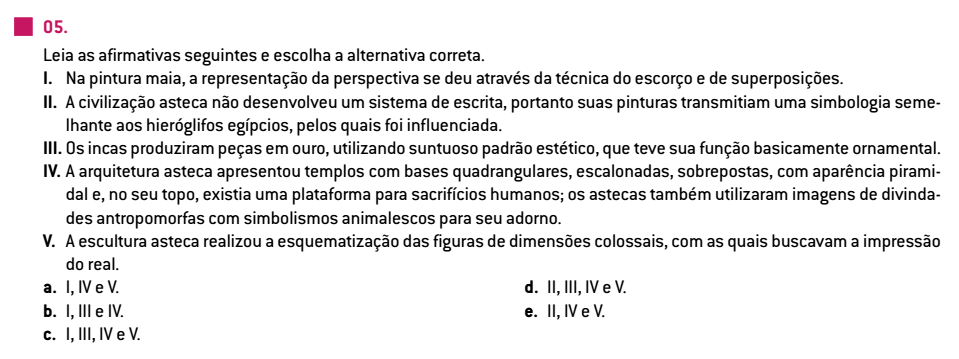 05.
Leia as afirmativas seguintes e escolha a alternativa correta.
I. Na pintura maia, a representação da perspectiva se deu através da técnica do escorço e de superposições.
II. A civilização asteca não desenvolveu um sistema de escrita, portanto suas pinturas transmitiam uma simbologia seme-
lhante aos hieróglifos egípcios, pelos quais foi influenciada.
III. Os incas produziram peças em ouro, utilizando suntuoso padrão estético, que teve sua função basicamente ornamental.
IV. A arquitetura asteca apresentou templos com bases quadrangulares, escalonadas, sobrepostas, com aparência pirami-
dal e, no seu topo, existia uma plataforma para sacrifícios humanos; os astecas também utilizaram imagens de divinda-
des antropomorfas com simbolismos animalescos para seu adorno.
V. A escultura asteca realizou a esquematização das figuras de dimensões colossais, com as quais buscavam a impressão
do real.
a. I, IV e V.
b. I, III e IV.
c. I, III, IV e V.
d. II, III, IV e V.
e. II, IV e V.